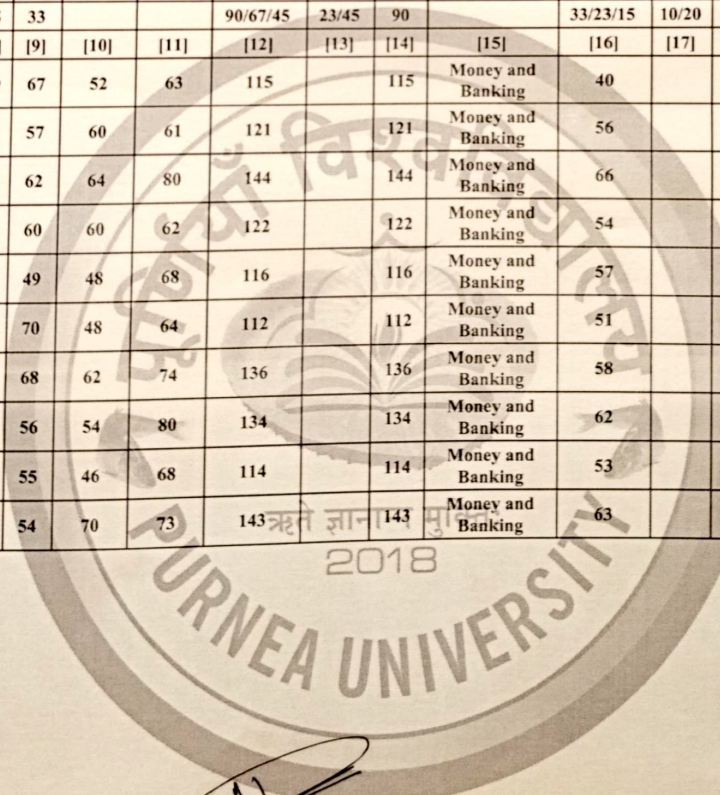 33 90/67/45 23/45 90 33/23/15 10/20
[9] [10] [11] [12] [13] [14] [15] [16] [17]
67 52 63 115 115 Money and Banking 40
57 60 61 121 121 Money and Banking 56
62 64 80 144 144 Money and Banking 66
60 60 62 122 122 Money and Banking 54
49 48 68 116 116 Money and Banking 57
70 48 64 112 112 Money and Banking 51
68 62 74 136 136 Money and Banking 58
56 54 80 134 134 Money and Banking 62
55 46 68 114 114 Money and Banking 53
54 70 73 143 143 Money and Banking 63
पूर्णियाँ विश्वविद्यालय
ऋते
2018
PURNEA UNIVERSITY